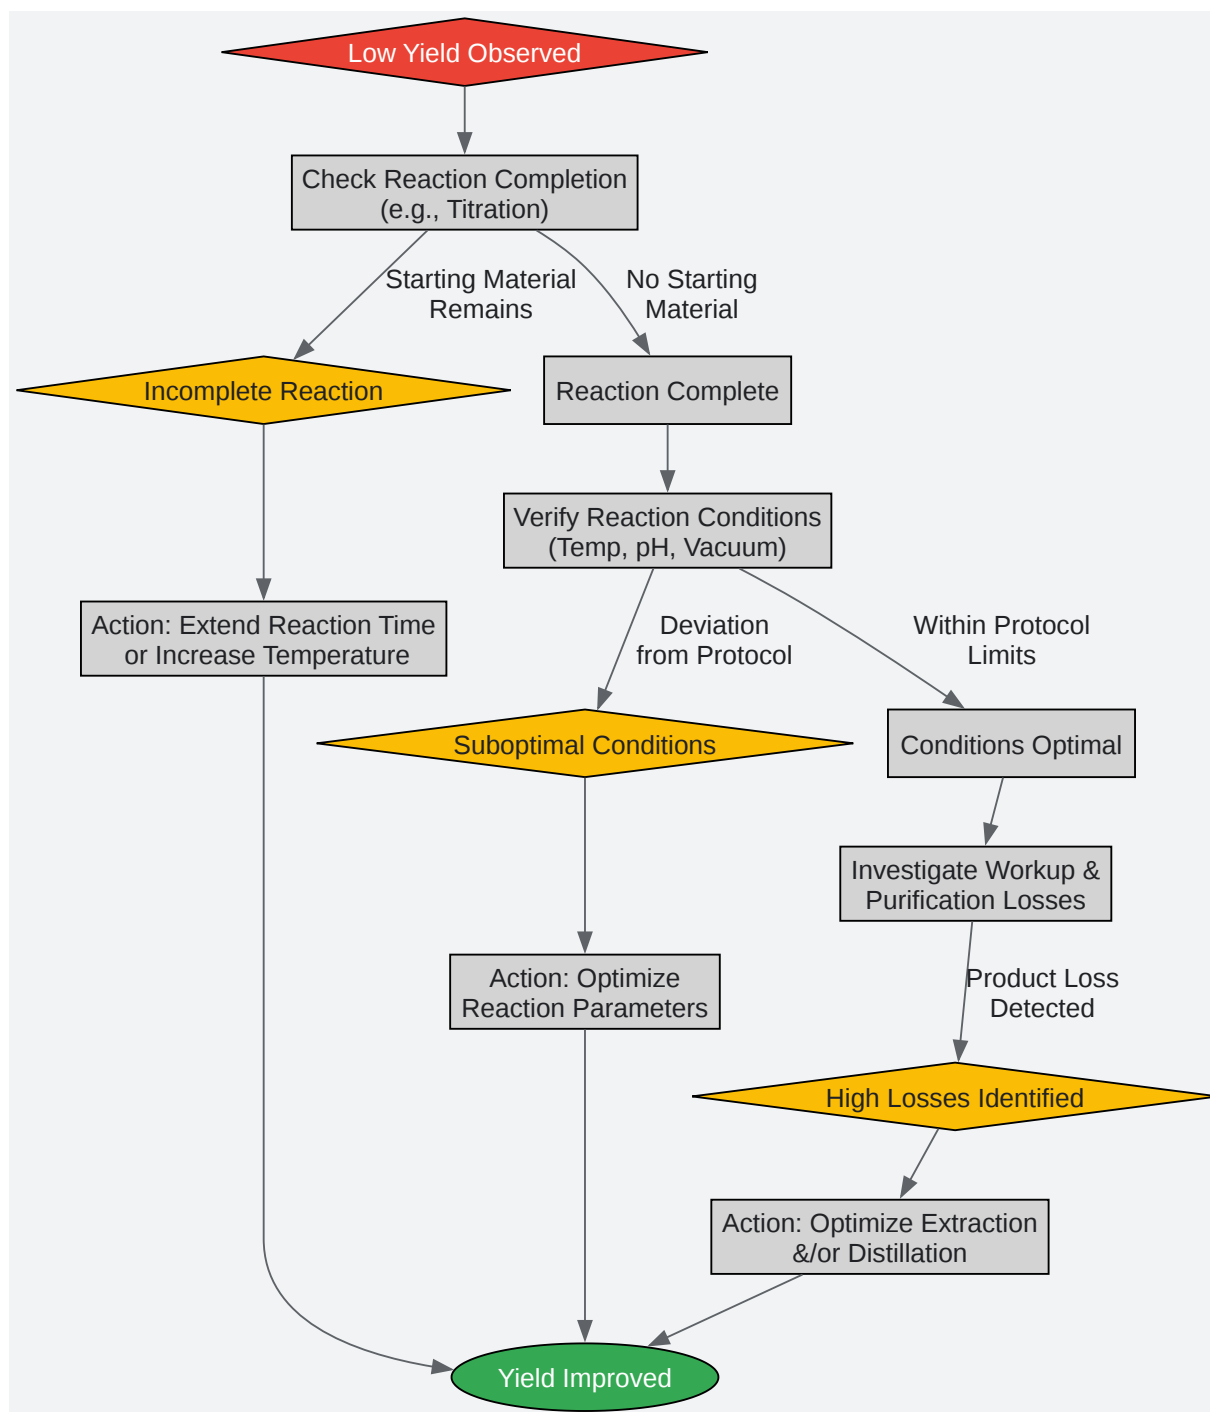 Low Yield Observed
Check Reaction Completion
(e.g., Titration)
Starting Material
Remains
No Starting
Material
Incomplete Reaction
Reaction Complete
Verify Reaction Conditions
(Temp, pH, Vacuum)
Action: Extend Reaction Time
or Increase Temperature
Deviation
from Protocol
Within Protocol
Limits
Suboptimal Conditions
Conditions Optimal
Investigate Workup &
Purification Losses
Action: Optimize
Reaction Parameters
Product Loss
Detected
High Losses Identified
Action: Optimize Extraction
&/or Distillation
Yield Improved